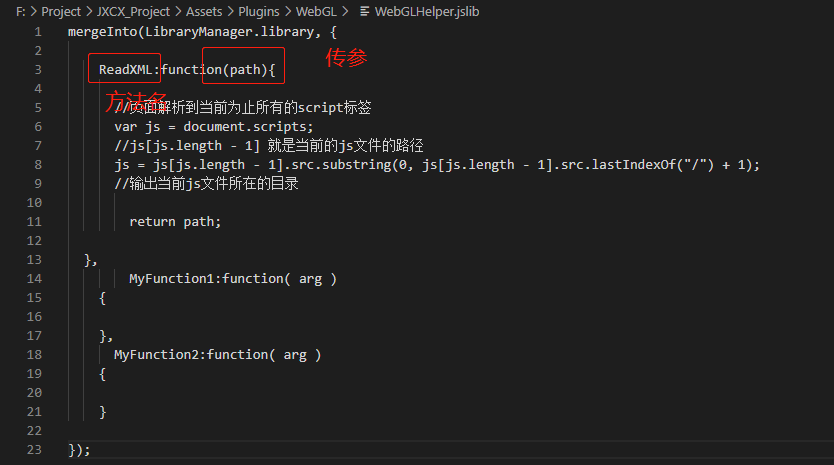 F: > Project > JXCX_Project > Assets > Plugins > WebGL > WebGLHelper.jslib
1 mergeInto(LibraryManager.library, {
2
3 ReadXML:function(path){
传参
4
方法名
5 //页面解析到当前为止所有的script标签
6 var js = document.scripts;
7 //js[js.length - 1] 就是当前的js文件的路径
8 js = js[js.length - 1].src.substring(0, js[js.length - 1].src.lastIndexOf("/") + 1);
9 //输出当前js文件所在的目录
10
11 return path;
12
13 },
14 MyFunction1:function( arg )
15 {
16
17 },
18 MyFunction2:function( arg )
19 {
20
21 }
22
23 });